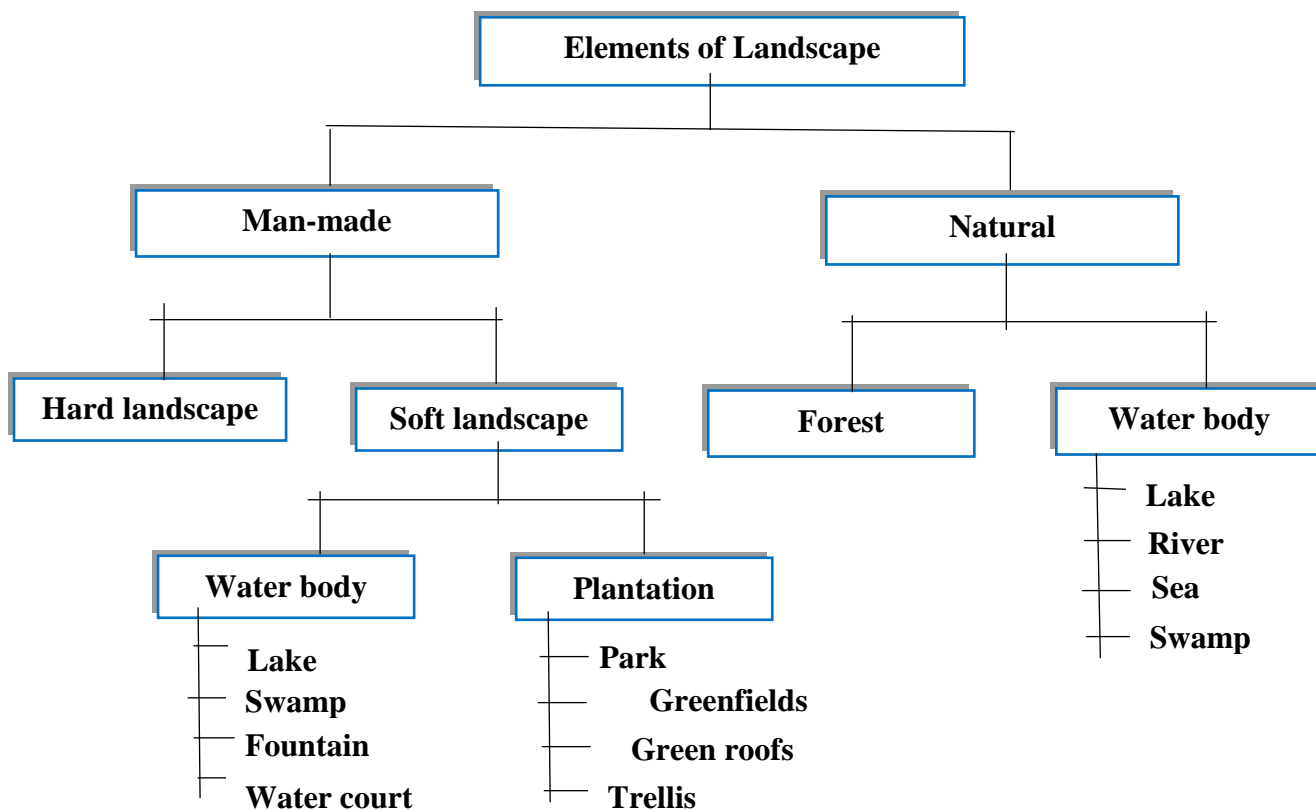 Elements of Landscape
Man-made
Natural
Hard landscape
Soft landscape
Forest
Water body
Lake
River
Sea
Swamp
Water body
Lake
Swamp
Fountain
Water court
Plantation
Park
Greenfields
Green roofs
Trellis